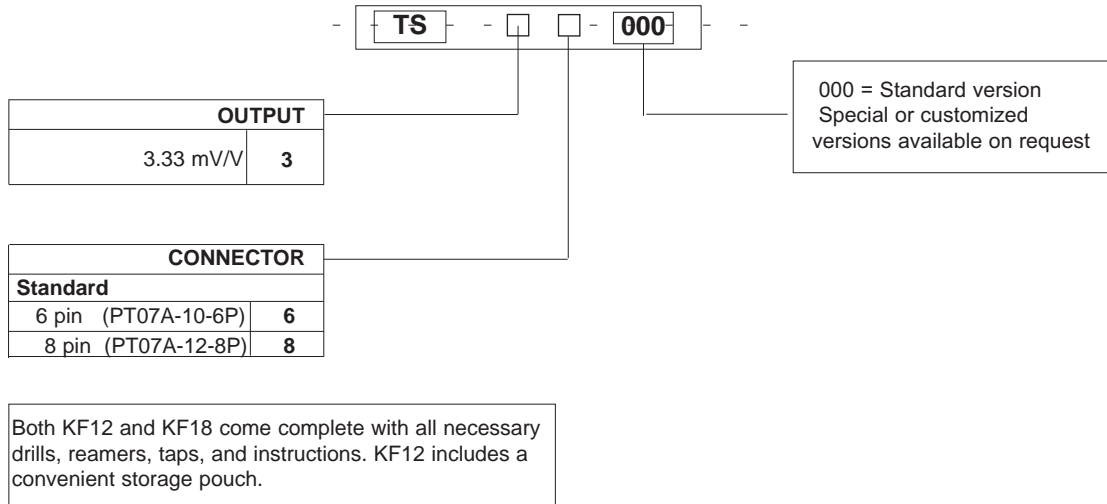 TS - - 000
000 = Standard version
Special or customized
versions available on request
OUTPUT
3.33 mV/V 3
CONNECTOR
Standard
6 pin (PT07A-10-6P) 6
8 pin (PT07A-12-8P) 8
Both KF12 and KF18 come complete with all necessary
drills, reamers, taps, and instructions. KF12 includes a
convenient storage pouch.